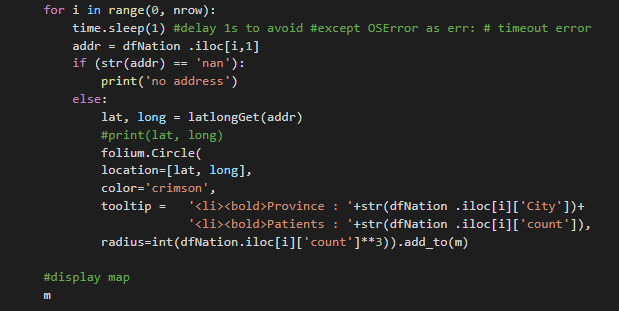 for i in range(0, nrow):
    time.sleep(1) #delay 1s to avoid #except OSError as err: # timeout error
    addr = dfNation .iloc[i,1]
    if (str(addr) == 'nan'):
        print('no address')
    else:
        lat, long = latlongGet(addr)
        #print(lat, long)
        folium.Circle(
        location=[lat, long],
        color='crimson',
        tooltip =   '<li><bold>Province : '+str(dfNation .iloc[i]['City'])+
                    '<li><bold>Patients : '+str(dfNation .iloc[i]['count']),
        radius=int(dfNation.iloc[i]['count']**3)).add_to(m)

#display map
m